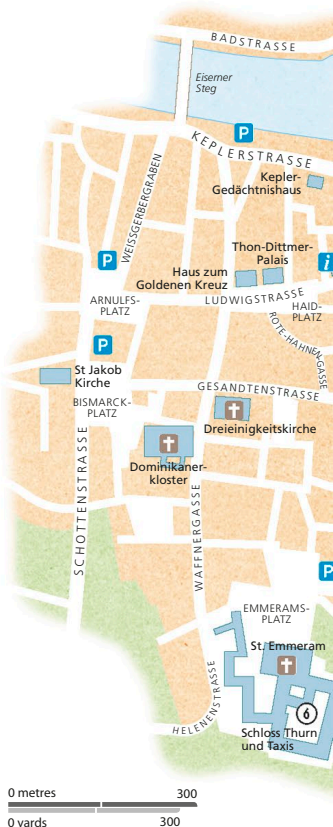 BADSTRASSE
Eiserner
Steg
P
KEPLERSTRASSE
Kepler-
Gedächtnishaus
WEISSGERBERGRABEN
Thon-Dittmer-
Palais
P
i
Haus zum
Goldenen Kreuz
ARNULFS-
PLATZ
LUDWIGSTRASSE
HAID-
PLATZ
ROTE-HAHNEN-
GASSE
P
St Jakob
Kirche
GESANDTENSTRASSE
BISMARCK-
PLATZ
Dreieinigkeitskirche
Dominikaner-
kloster
SCHOTTENSTRASSE
WAFFNERGASSE
P
EMMERAMS-
PLATZ
St. Emmeram
6
HELENENSTRASSE
Schloss Thurn
und Taxis
0 metres 300
0 yards 300